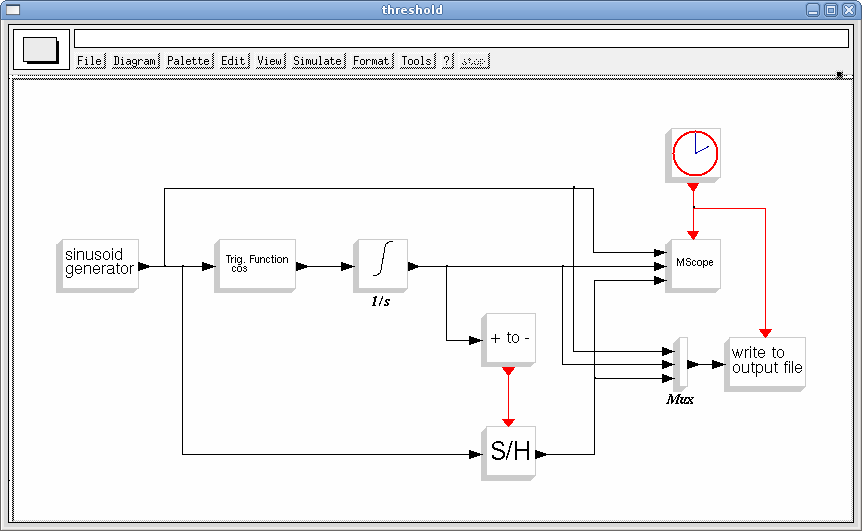 threshold
File Diagram Palette Edit View Simulate Format Tools ? stop
sinusoid
generator
Trig. Function
cos
1/s
MScope
+ to -
write to
output file
Mux
S/H